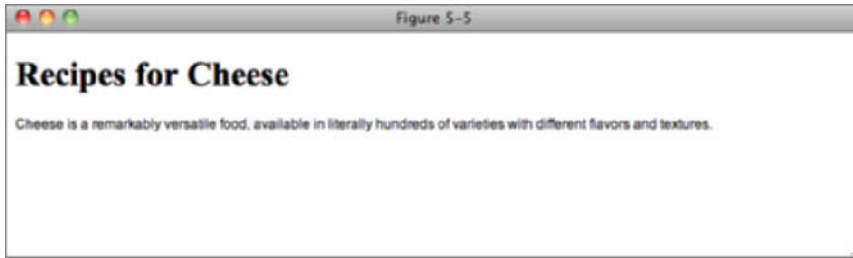 Figure 5-5
Recipes for Cheese
Cheese is a remarkably versatile food, available in literally hundreds of varieties with different flavors and textures.